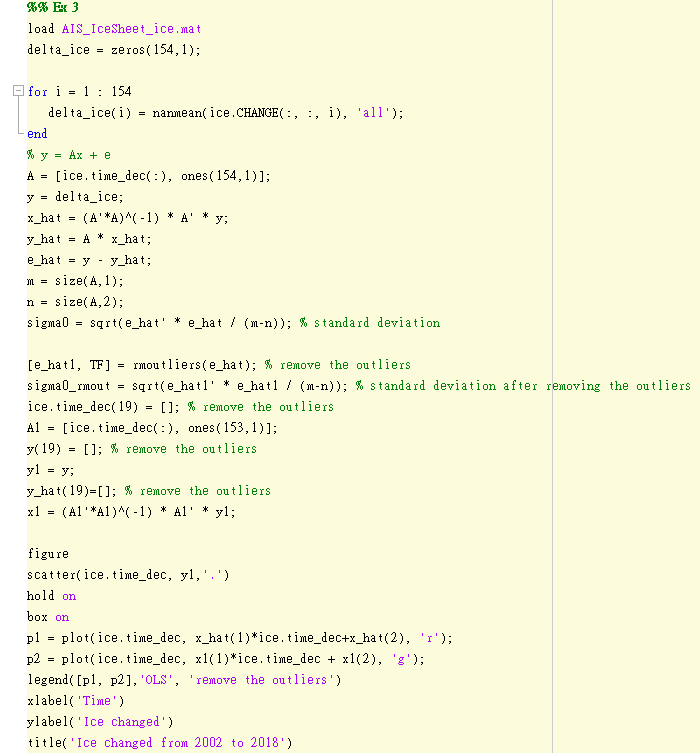 %% Ex 3
load AIS_IceSheet_ice.mat
delta_ice = zeros(154,1);
for i = 1 : 154
delta_ice(i) = nanmean(ice.CHANGE(:, :, i), 'all');
end
% y = Ax + e
A = [ice.time_dec(:), ones(154,1)];
y = delta_ice;
x_hat = (A'*A)^(-1) * A' * y;
y_hat = A * x_hat;
e_hat = y - y_hat;
m = size(A,1);
n = size(A,2);
sigma0 = sqrt(e_hat' * e_hat / (m-n)); % standard deviation
[e_hat1, TF] = rmoutliers(e_hat); % remove the outliers
sigma0_rmout = sqrt(e_hat1' * e_hat1 / (m-n)); % standard deviation after removing the outliers
ice.time_dec(19) = []; % remove the outliers
A1 = [ice.time_dec(:), ones(153,1)];
y(19) = []; % remove the outliers
y1 = y;
y_hat(19)=[]; % remove the outliers
x1 = (A1'*A1)^(-1) * A1' * y1;
figure
scatter(ice.time_dec, y1,'.')
hold on
box on
p1 = plot(ice.time_dec, x_hat(1)*ice.time_dec+x_hat(2), 'r');
p2 = plot(ice.time_dec, x1(1)*ice.time_dec + x1(2), 'g');
legend([p1, p2],'OLS', 'remove the outliers')
xlabel('Time')
ylabel('Ice changed')
title('Ice changed from 2002 to 2018')